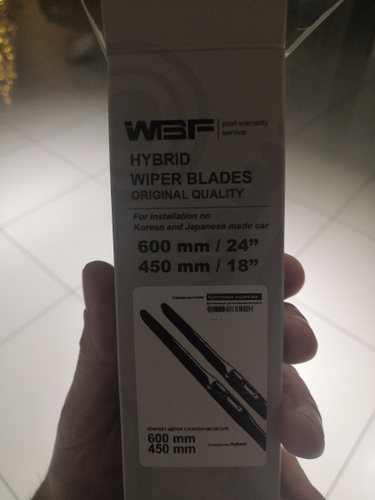 WBF post-warranty
service
HYBRID
WIPER BLADES
ORIGINAL QUALITY
For installation on
Korean and Japanese made car
600 mm / 24”
450 mm / 18”
600 mm
450 mm Hybrid